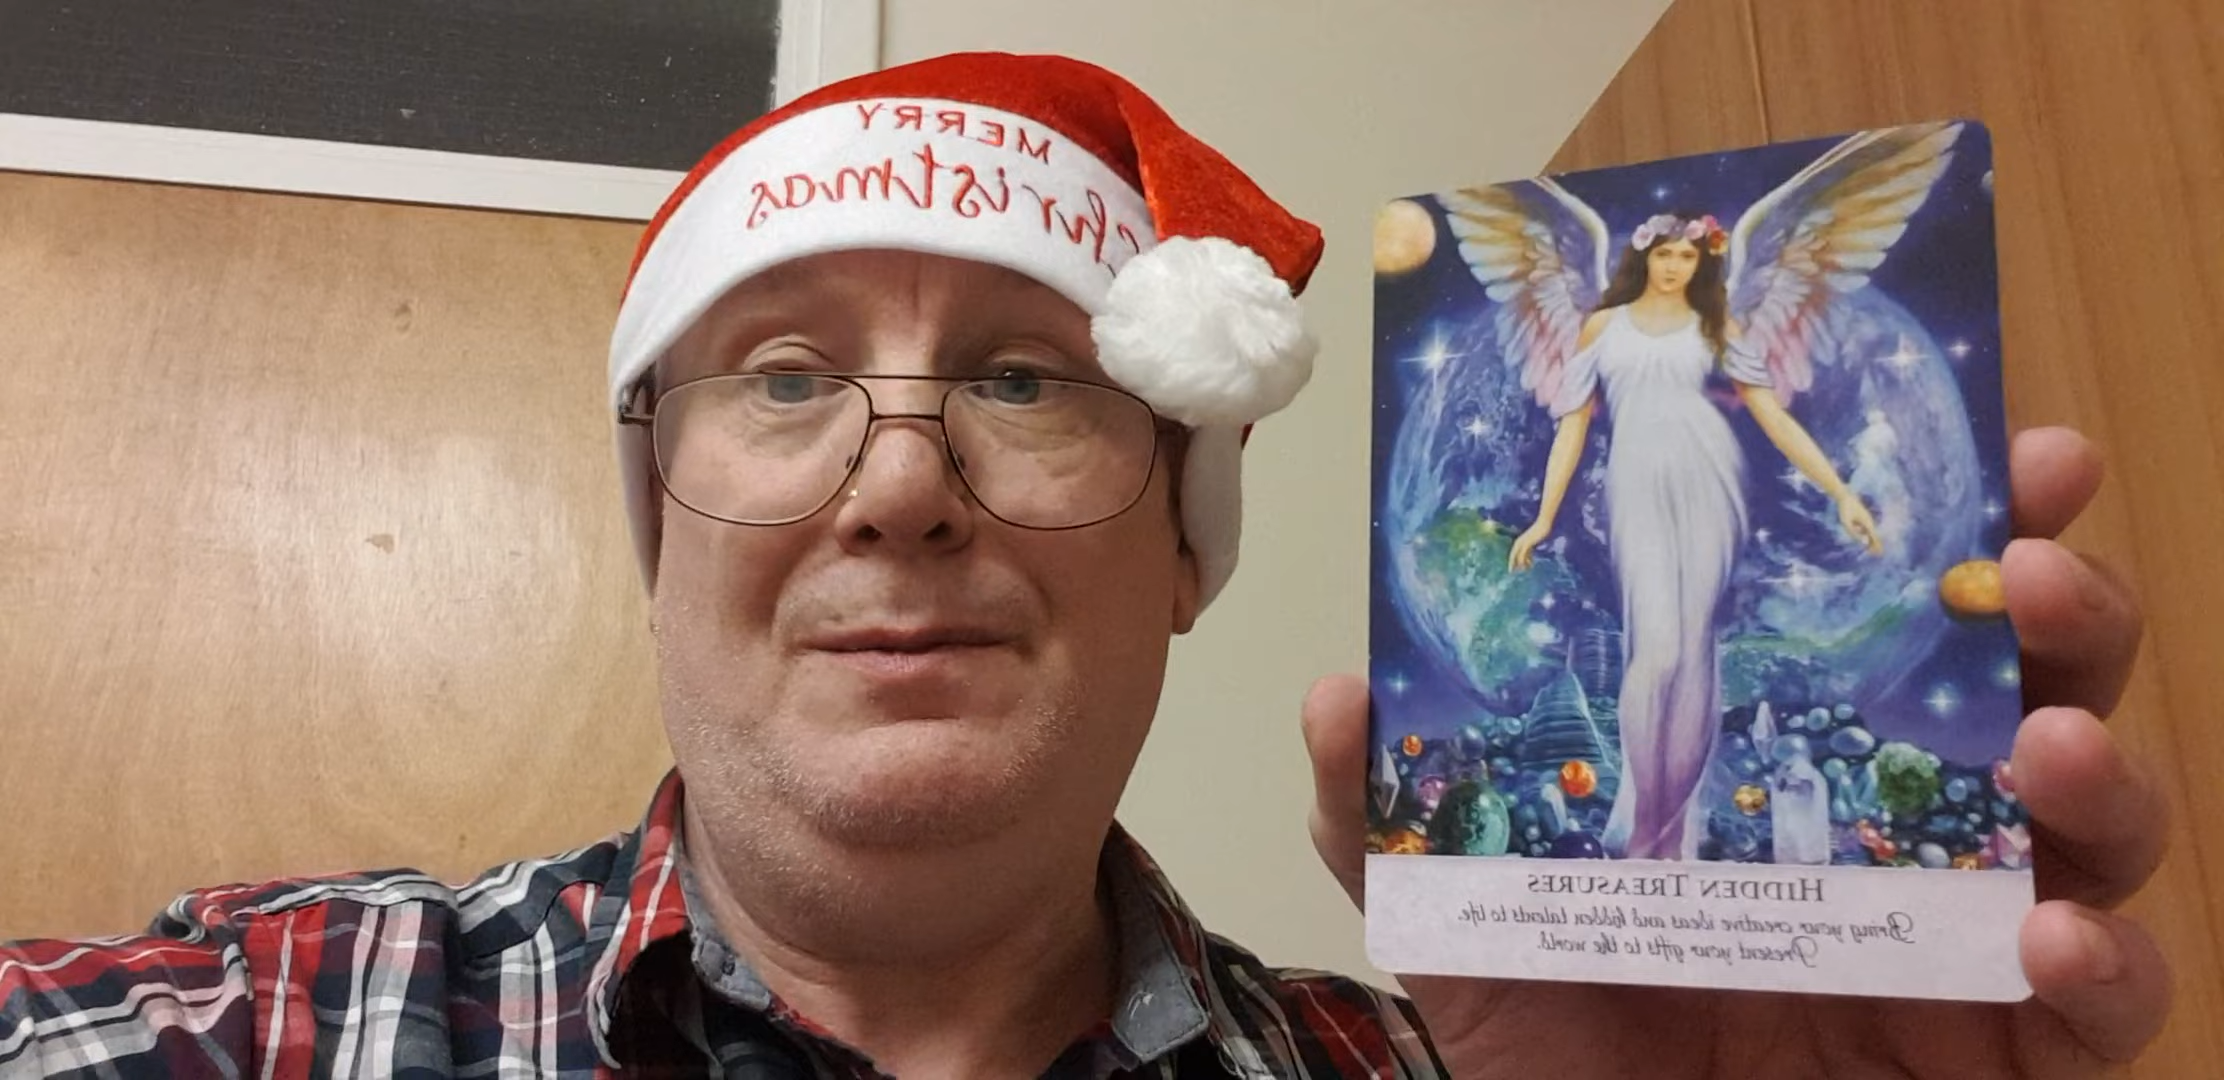 MERRY
Christmas
HIDDEN TREASURES
Bring your creative ideas and hidden talents to life.
Present your gifts to the world.